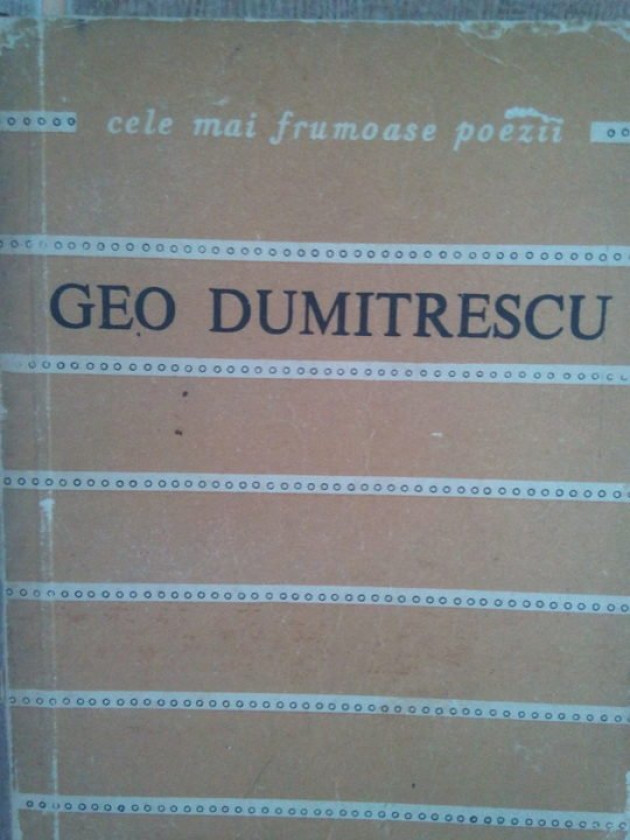 cele mai frumoase poezii
GEO DUMITRESCU